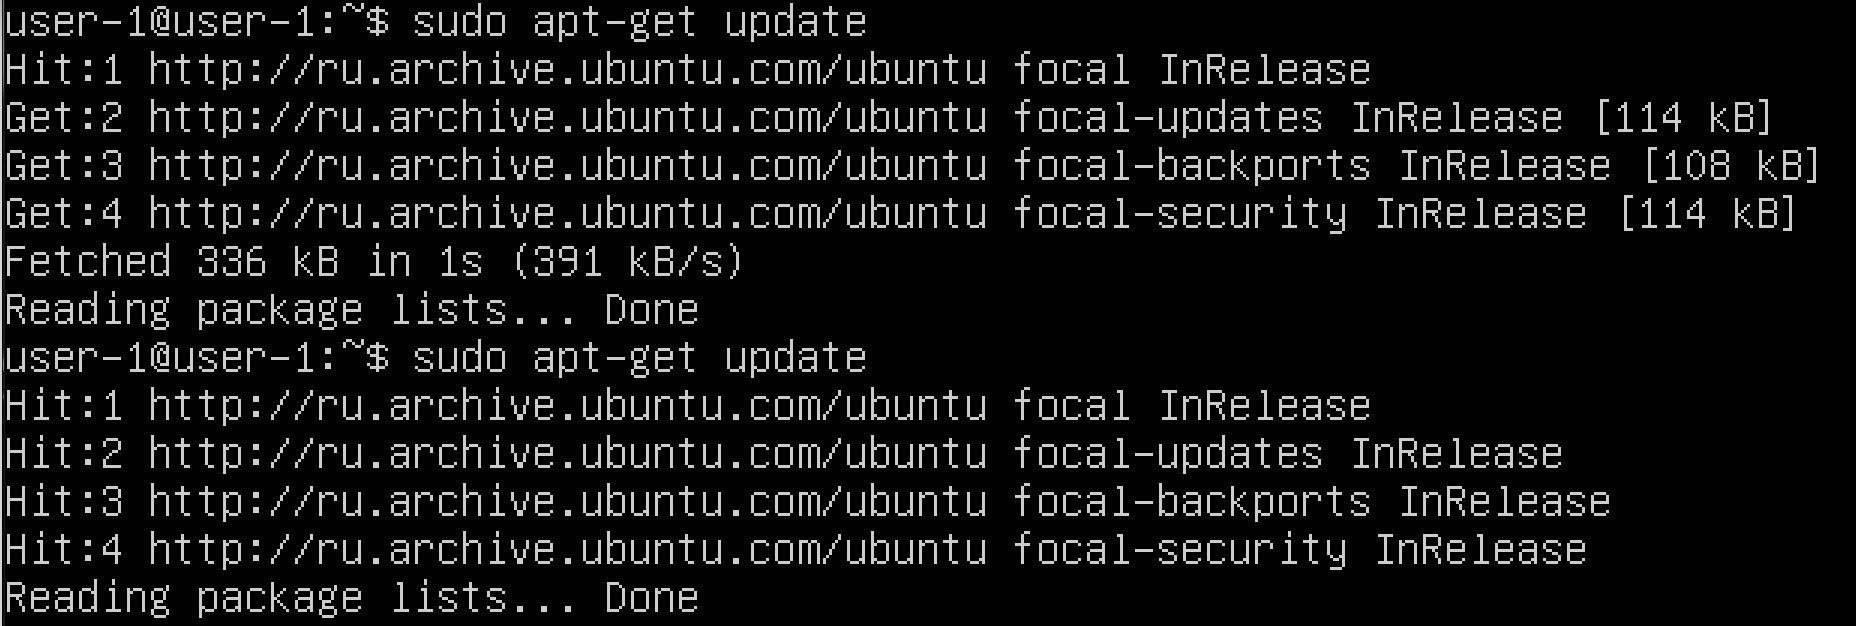 user-1@user-1:~$ sudo apt-get update
Hit:1 http://ru.archive.ubuntu.com/ubuntu focal InRelease
Get:2 http://ru.archive.ubuntu.com/ubuntu focal-updates InRelease [114 kB]
Get:3 http://ru.archive.ubuntu.com/ubuntu focal-backports InRelease [108 kB]
Get:4 http://ru.archive.ubuntu.com/ubuntu focal-security InRelease [114 kB]
Fetched 336 kB in 1s (391 kB/s)
Reading package lists... Done
user-1@user-1:~$ sudo apt-get update
Hit:1 http://ru.archive.ubuntu.com/ubuntu focal InRelease
Hit:2 http://ru.archive.ubuntu.com/ubuntu focal-updates InRelease
Hit:3 http://ru.archive.ubuntu.com/ubuntu focal-backports InRelease
Hit:4 http://ru.archive.ubuntu.com/ubuntu focal-security InRelease
Reading package lists... Done